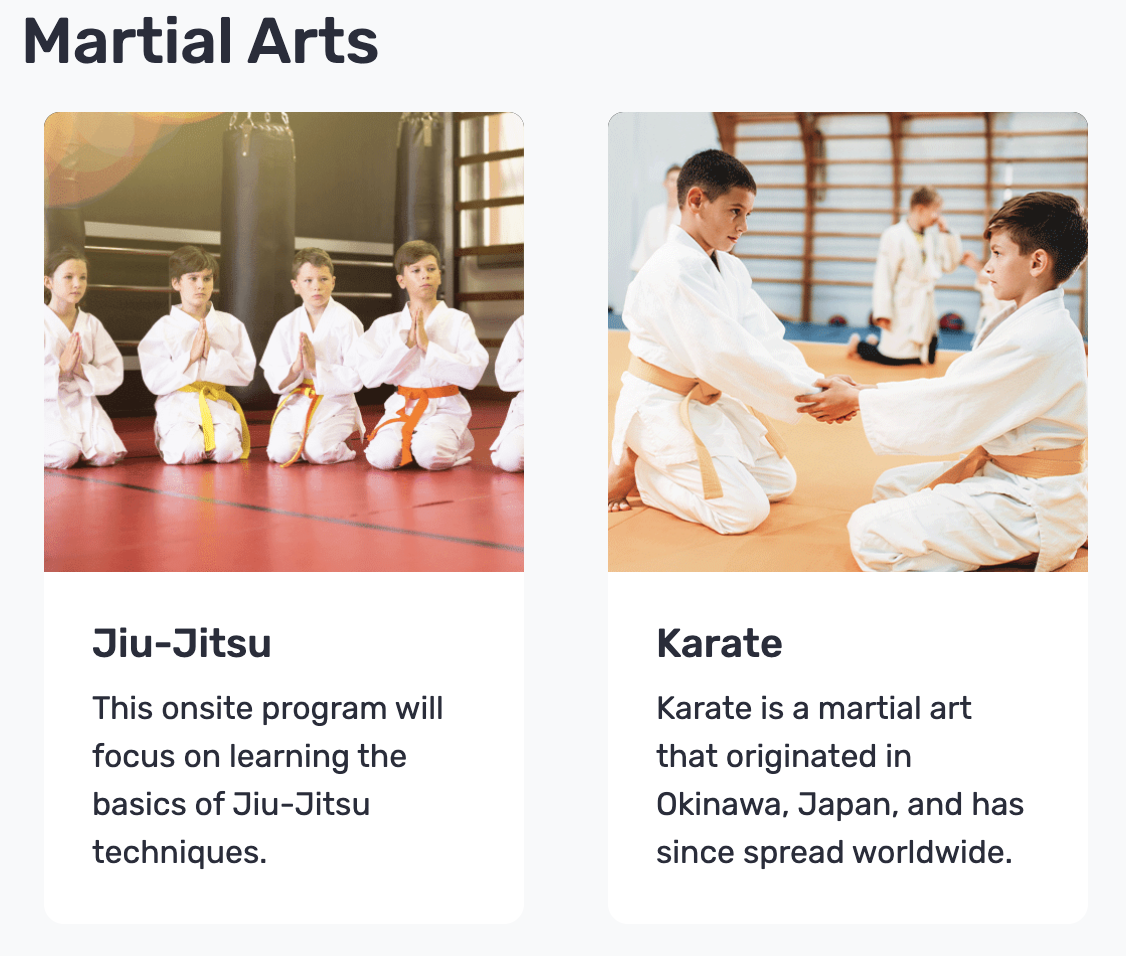 Martial Arts
Jiu-Jitsu
This onsite program will
focus on learning the
basics of Jiu-Jitsu
techniques.
Karate
Karate is a martial art
that originated in
Okinawa, Japan, and has
since spread worldwide.